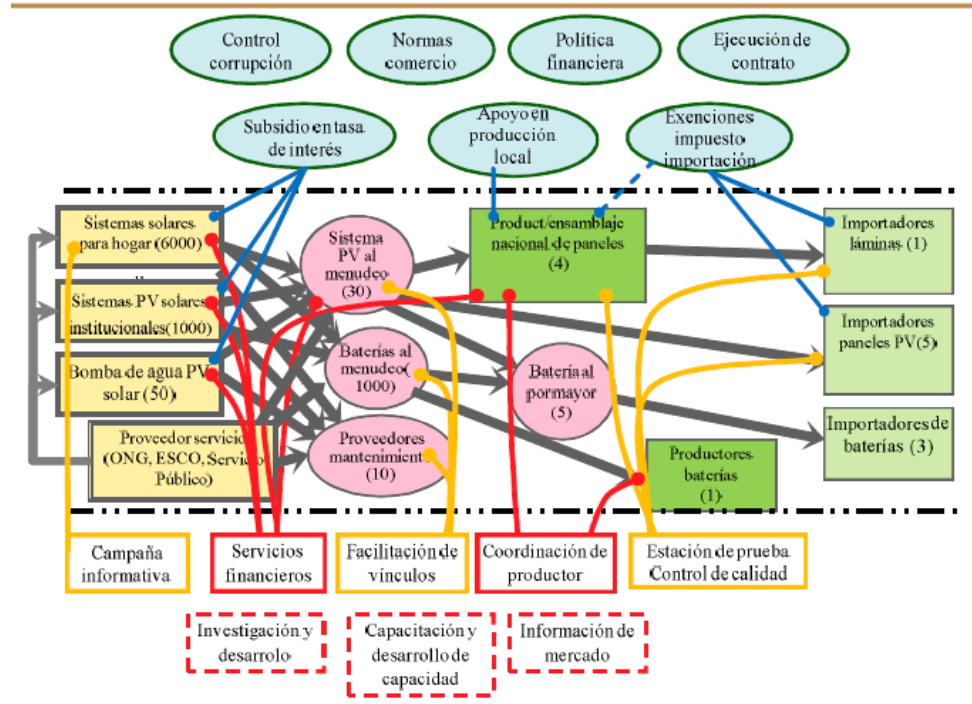 Control
corrupción
Normas
comercio
Política
financiera
Ejecución de
contrato
Subsidio en tasa
de interés
Apoyo en
producción
local
Exenciones
impuesto
importación
Sistemas solares
para hogar (6000)
Sistema
PV al
menudeo
(30)
Product/ensamblaje
nacional de paneles
(4)
Importadores
láminas (1)
Sistemas PV solares
institucionales(1000)
Importadores
paneles PV(5)
Bomba de agua PV
solar (50)
Baterías al
menudeo(
1000)
Batería al
pormayor
(5)
Importadores de
baterías (3)
Proveedor servicio
(ONG, ESCO, Servicio
Público)
Proveedores
mantenimiento
(10)
Productores
baterías
(1)
Campaña
informativa
Servicios
financieros
Facilitación de
vínculos
Coordinación de
productor
Estación de prueba
Control de calidad
Investigación y
desarrolo
Capacitación y
desarrollo de
capacidad
Información de
mercado